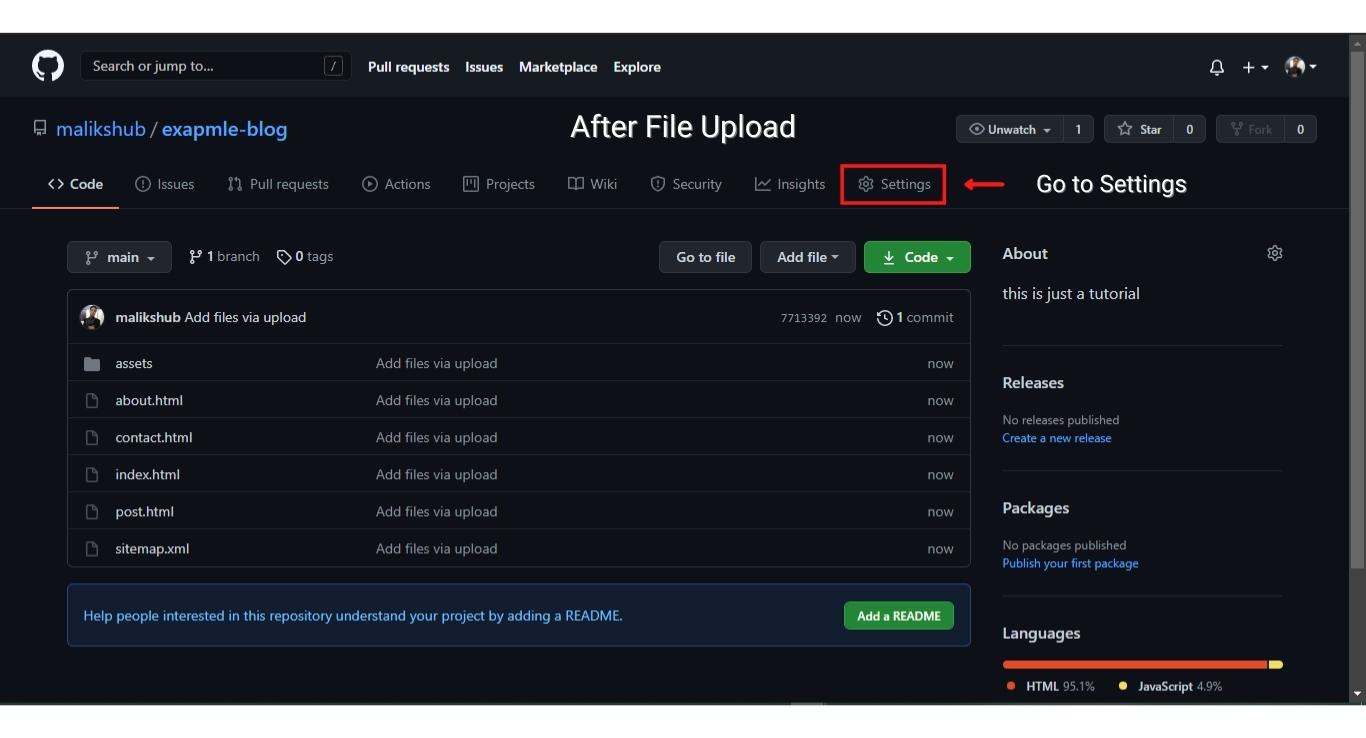 Search or jump to... /
Pull requests Issues Marketplace Explore
malikshub / exapmle-blog
After File Upload
Unwatch 1 Star 0 Fork 0
<> Code Issues Pull requests Actions Projects Wiki Security Insights Settings
Go to Settings
main 1 branch 0 tags
Go to file Add file Code
malikshub Add files via upload 7713392 now 1 commit
assets Add files via upload now
about.html Add files via upload now
contact.html Add files via upload now
index.html Add files via upload now
post.html Add files via upload now
sitemap.xml Add files via upload now
Help people interested in this repository understand your project by adding a README. Add a README
About
this is just a tutorial
Releases
No releases published
Create a new release
Packages
No packages published
Publish your first package
Languages
HTML 95.1% JavaScript 4.9%